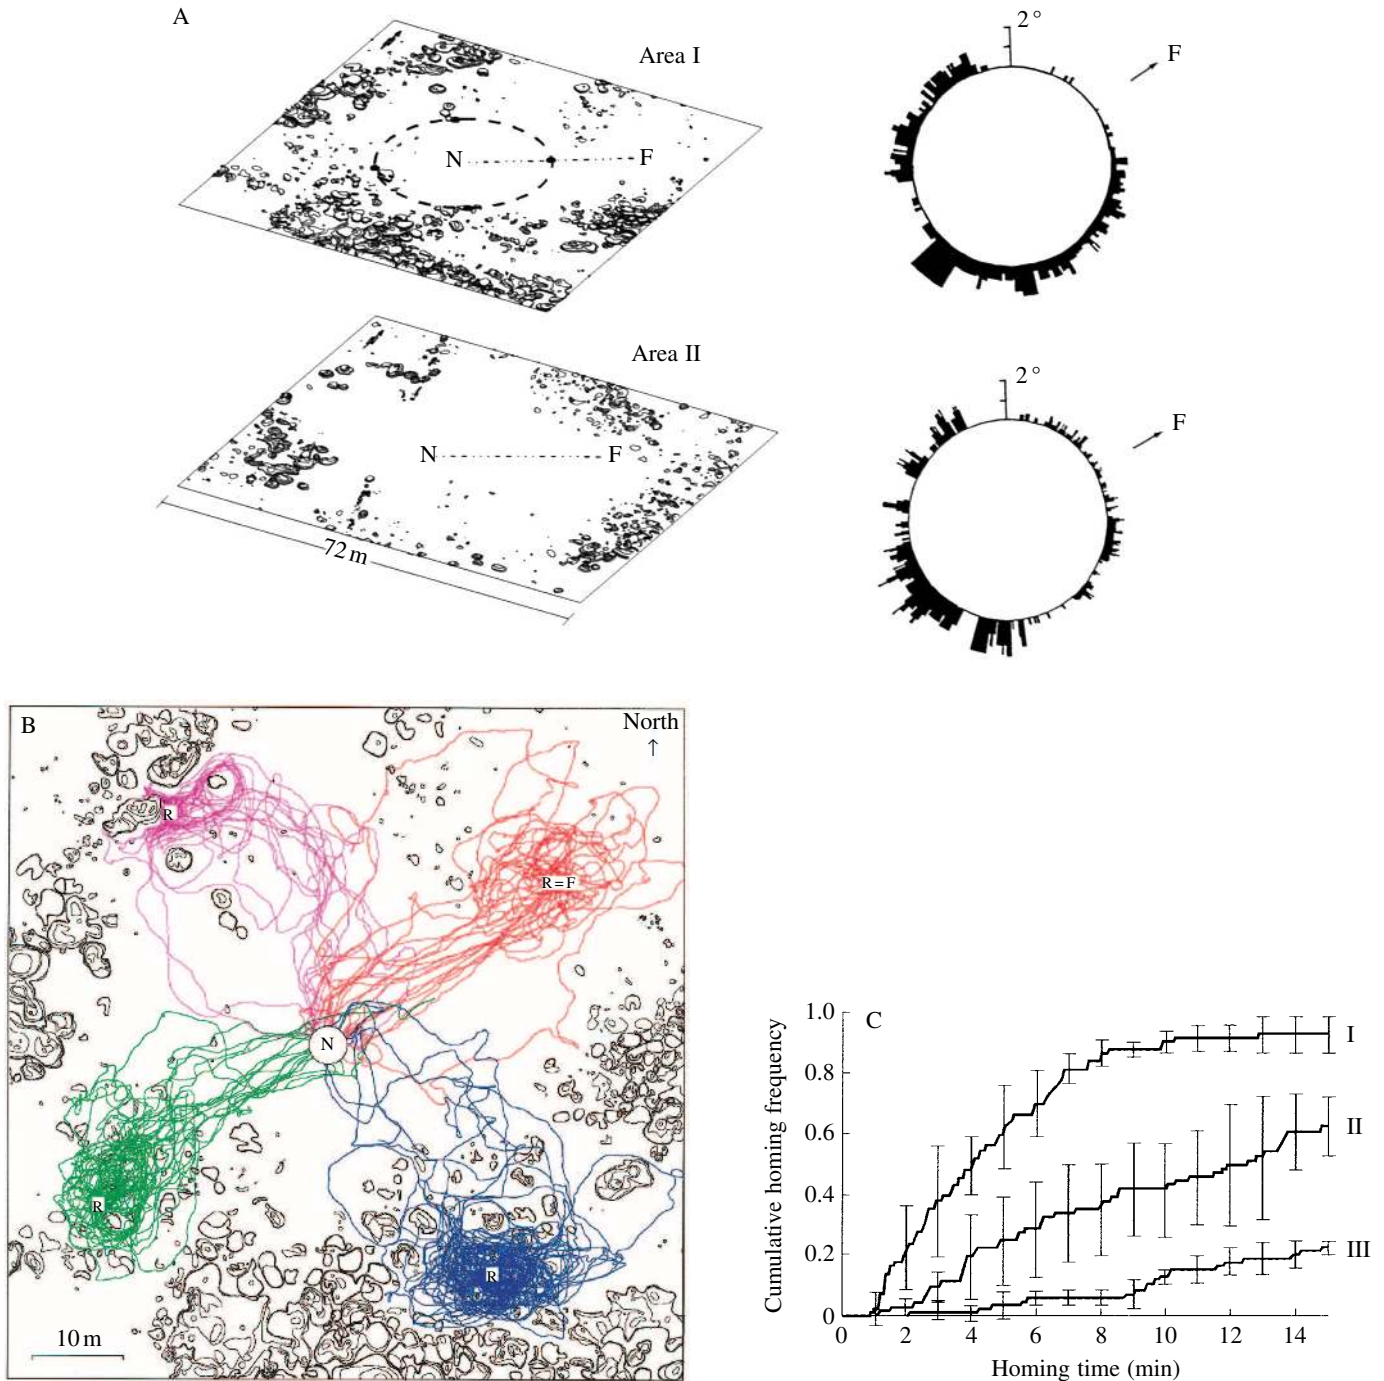 A
Area I
N
F
2°
F
Area II
N
F
72 m
2°
F
B
North
↑
R
R = F
N
R
R
10 m
C
Cumulative homing frequency
1.0
0.8
0.6
0.4
0.2
0
I
II
III
0 2 4 6 8 10 12 14
Homing time (min)